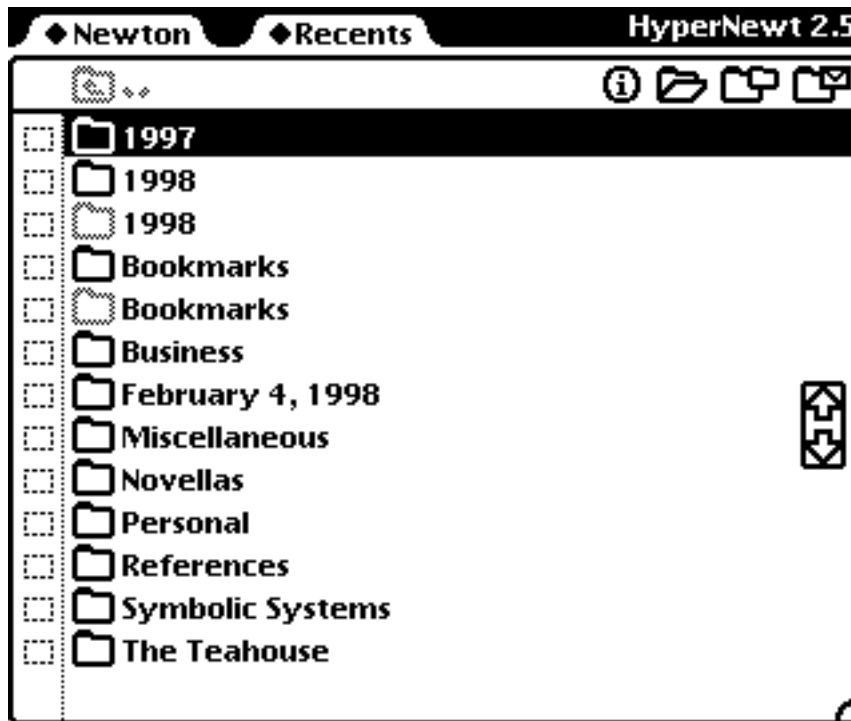 ◆Newton ◆Recents HyperNewt 2.5
..
1997
1998
1998
Bookmarks
Bookmarks
Business
February 4, 1998
Miscellaneous
Novellas
Personal
References
Symbolic Systems
The Teahouse